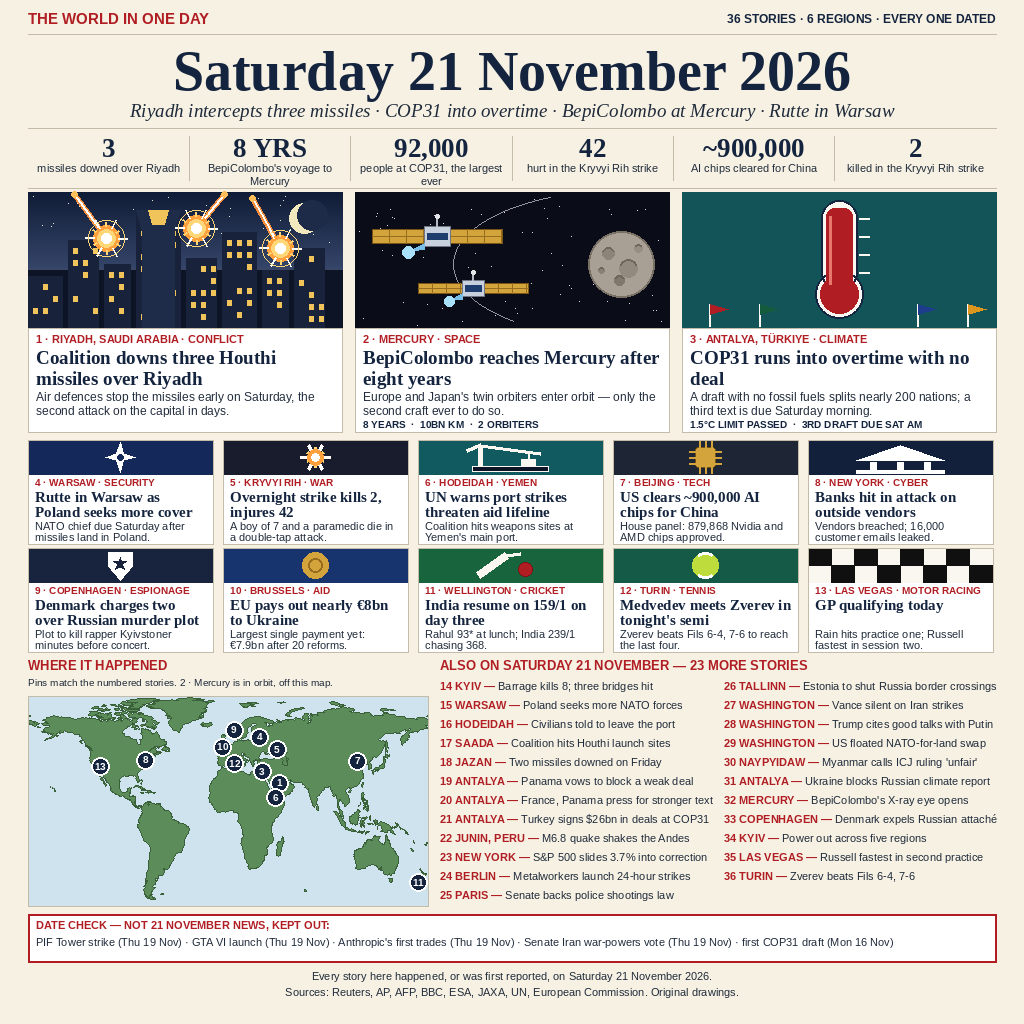 THE WORLD IN ONE DAY
36 STORIES · 6 REGIONS · EVERY ONE DATED
Saturday 21 November 2026
Riyadh intercepts three missiles · COP31 into overtime · BepiColombo at Mercury · Rutte in Warsaw
3
missiles downed over Riyadh
8 YRS
BepiColombo's voyage to
Mercury
92,000
people at COP31, the largest
ever
42
hurt in the Kryvyi Rih strike
~900,000
AI chips cleared for China
2
killed in the Kryvyi Rih strike
1 · RIYADH, SAUDI ARABIA · CONFLICT
Coalition downs three Houthi
missiles over Riyadh
Air defences stop the missiles early on Saturday, the
second attack on the capital in days.
2 · MERCURY · SPACE
BepiColombo reaches Mercury after
eight years
Europe and Japan's twin orbiters enter orbit — only the
second craft ever to do so.
8 YEARS · 10BN KM · 2 ORBITERS
3 · ANTALYA, TÜRKIYE · CLIMATE
COP31 runs into overtime with no
deal
A draft with no fossil fuels splits nearly 200 nations; a
third text is due Saturday morning.
1.5°C LIMIT PASSED · 3RD DRAFT DUE SAT AM
4 · WARSAW · SECURITY
Rutte in Warsaw as
Poland seeks more cover
NATO chief due Saturday after
missiles land in Poland.
5 · KRYVYI RIH · WAR
Overnight strike kills 2,
injures 42
A boy of 7 and a paramedic die in
a double-tap attack.
6 · HODEIDAH · YEMEN
UN warns port strikes
threaten aid lifeline
Coalition hits weapons sites at
Yemen's main port.
7 · BEIJING · TECH
US clears ~900,000 AI
chips for China
House panel: 879,868 Nvidia and
AMD chips approved.
8 · NEW YORK · CYBER
Banks hit in attack on
outside vendors
Vendors breached; 16,000
customer emails leaked.
9 · COPENHAGEN · ESPIONAGE
Denmark charges two
over Russian murder plot
Plot to kill rapper Kyivstoner
minutes before concert.
10 · BRUSSELS · AID
EU pays out nearly €8bn
to Ukraine
Largest single payment yet:
€7.9bn after 20 reforms.
11 · WELLINGTON · CRICKET
India resume on 159/1 on
day three
Rahul 93* at lunch; India 239/1
chasing 368.
12 · TURIN · TENNIS
Medvedev meets Zverev in
tonight's semi
Zverev beats Fils 6-4, 7-6 to reach
the last four.
13 · LAS VEGAS · MOTOR RACING
GP qualifying today
Rain hits practice one; Russell
fastest in session two.
WHERE IT HAPPENED
Pins match the numbered stories. 2 · Mercury is in orbit, off this map.
9
4
10
5
12
8
13
3
7
1
6
11
ALSO ON SATURDAY 21 NOVEMBER — 23 MORE STORIES
14 KYIV — Barrage kills 8; three bridges hit
15 WARSAW — Poland seeks more NATO forces
16 HODEIDAH — Civilians told to leave the port
17 SAADA — Coalition hits Houthi launch sites
18 JAZAN — Two missiles downed on Friday
19 ANTALYA — Panama vows to block a weak deal
20 ANTALYA — France, Panama press for stronger text
21 ANTALYA — Turkey signs $26bn in deals at COP31
22 JUNIN, PERU — M6.8 quake shakes the Andes
23 NEW YORK — S&P 500 slides 3.7% into correction
24 BERLIN — Metalworkers launch 24-hour strikes
25 PARIS — Senate backs police shootings law
26 TALLINN — Estonia to shut Russia border crossings
27 WASHINGTON — Vance silent on Iran strikes
28 WASHINGTON — Trump cites good talks with Putin
29 WASHINGTON — US floated NATO-for-land swap
30 NAYPYIDAW — Myanmar calls ICJ ruling 'unfair'
31 ANTALYA — Ukraine blocks Russian climate report
32 MERCURY — BepiColombo's X-ray eye opens
33 COPENHAGEN — Denmark expels Russian attaché
34 KYIV — Power out across five regions
35 LAS VEGAS — Russell fastest in second practice
36 TURIN — Zverev beats Fils 6-4, 7-6
DATE CHECK — NOT 21 NOVEMBER NEWS, KEPT OUT:
PIF Tower strike (Thu 19 Nov) · GTA VI launch (Thu 19 Nov) · Anthropic's first trades (Thu 19 Nov) · Senate Iran war-powers vote (Thu 19 Nov) · first COP31 draft (Mon 16 Nov)
Every story here happened, or was first reported, on Saturday 21 November 2026.
Sources: Reuters, AP, AFP, BBC, ESA, JAXA, UN, European Commission. Original drawings.